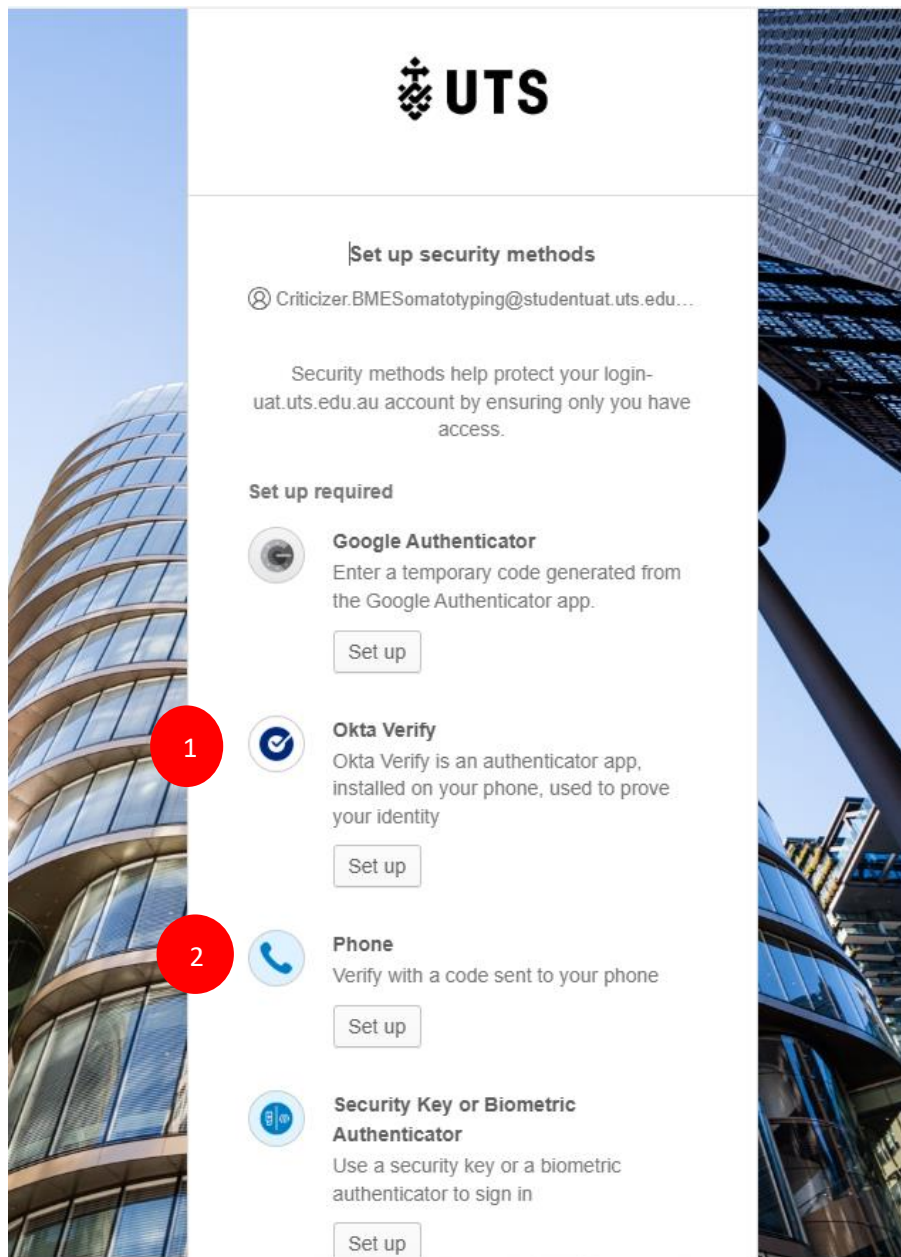 UTS
Set up security methods
Criticizer.BMESomatotyping@studentuat.uts.edu...
Security methods help protect your login-
uat.uts.edu.au account by ensuring only you have
access.
Set up required
Google Authenticator
Enter a temporary code generated from
the Google Authenticator app.
Set up
1
Okta Verify
Okta Verify is an authenticator app,
installed on your phone, used to prove
your identity
Set up
2
Phone
Verify with a code sent to your phone
Set up
Security Key or Biometric
Authenticator
Use a security key or a biometric
authenticator to sign in
Set up